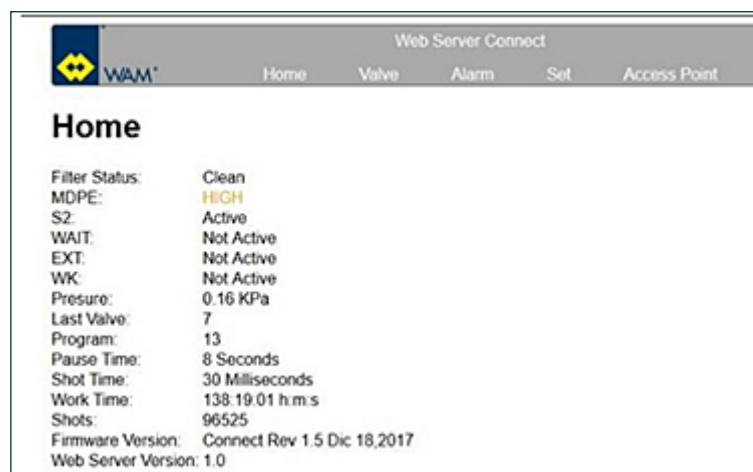 Web Server Connect
WAM®
Home Valve Alarm Set Access Point
Home
Filter Status: Clean
MDPE: HIGH
S2: Active
WAIT: Not Active
EXT: Not Active
WK: Not Active
Presure: 0.16 KPa
Last Valve: 7
Program: 13
Pause Time: 8 Seconds
Shot Time: 30 Milliseconds
Work Time: 138:19:01 h:m:s
Shots: 96525
Firmware Version: Connect Rev 1.5 Dic 18,2017
Web Server Version: 1.0